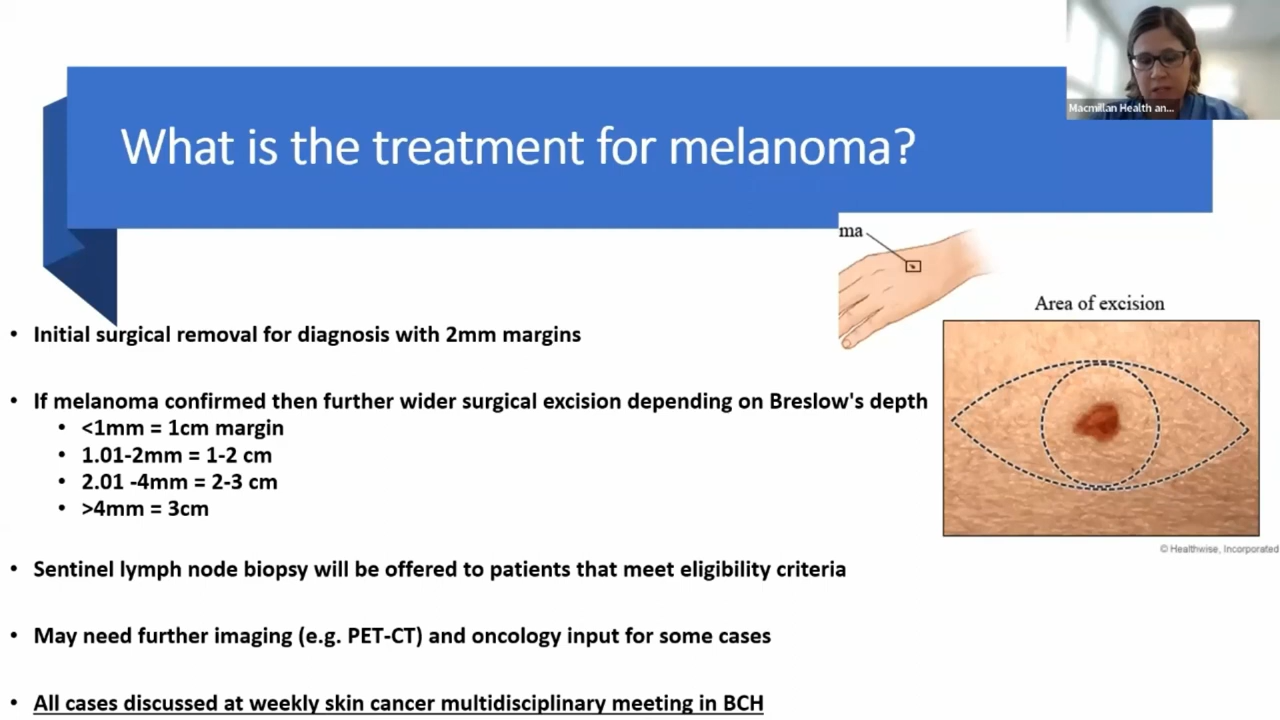 Macmillan Health an...
What is the treatment for melanoma?
ma
Area of excision
• Initial surgical removal for diagnosis with 2mm margins
• If melanoma confirmed then further wider surgical excision depending on Breslow's depth
• <1mm = 1cm margin
• 1.01-2mm = 1-2 cm
• 2.01 -4mm = 2-3 cm
• >4mm = 3cm
© Healthwise, Incorporated
• Sentinel lymph node biopsy will be offered to patients that meet eligibility criteria
• May need further imaging (e.g. PET-CT) and oncology input for some cases
• All cases discussed at weekly skin cancer multidisciplinary meeting in BCH